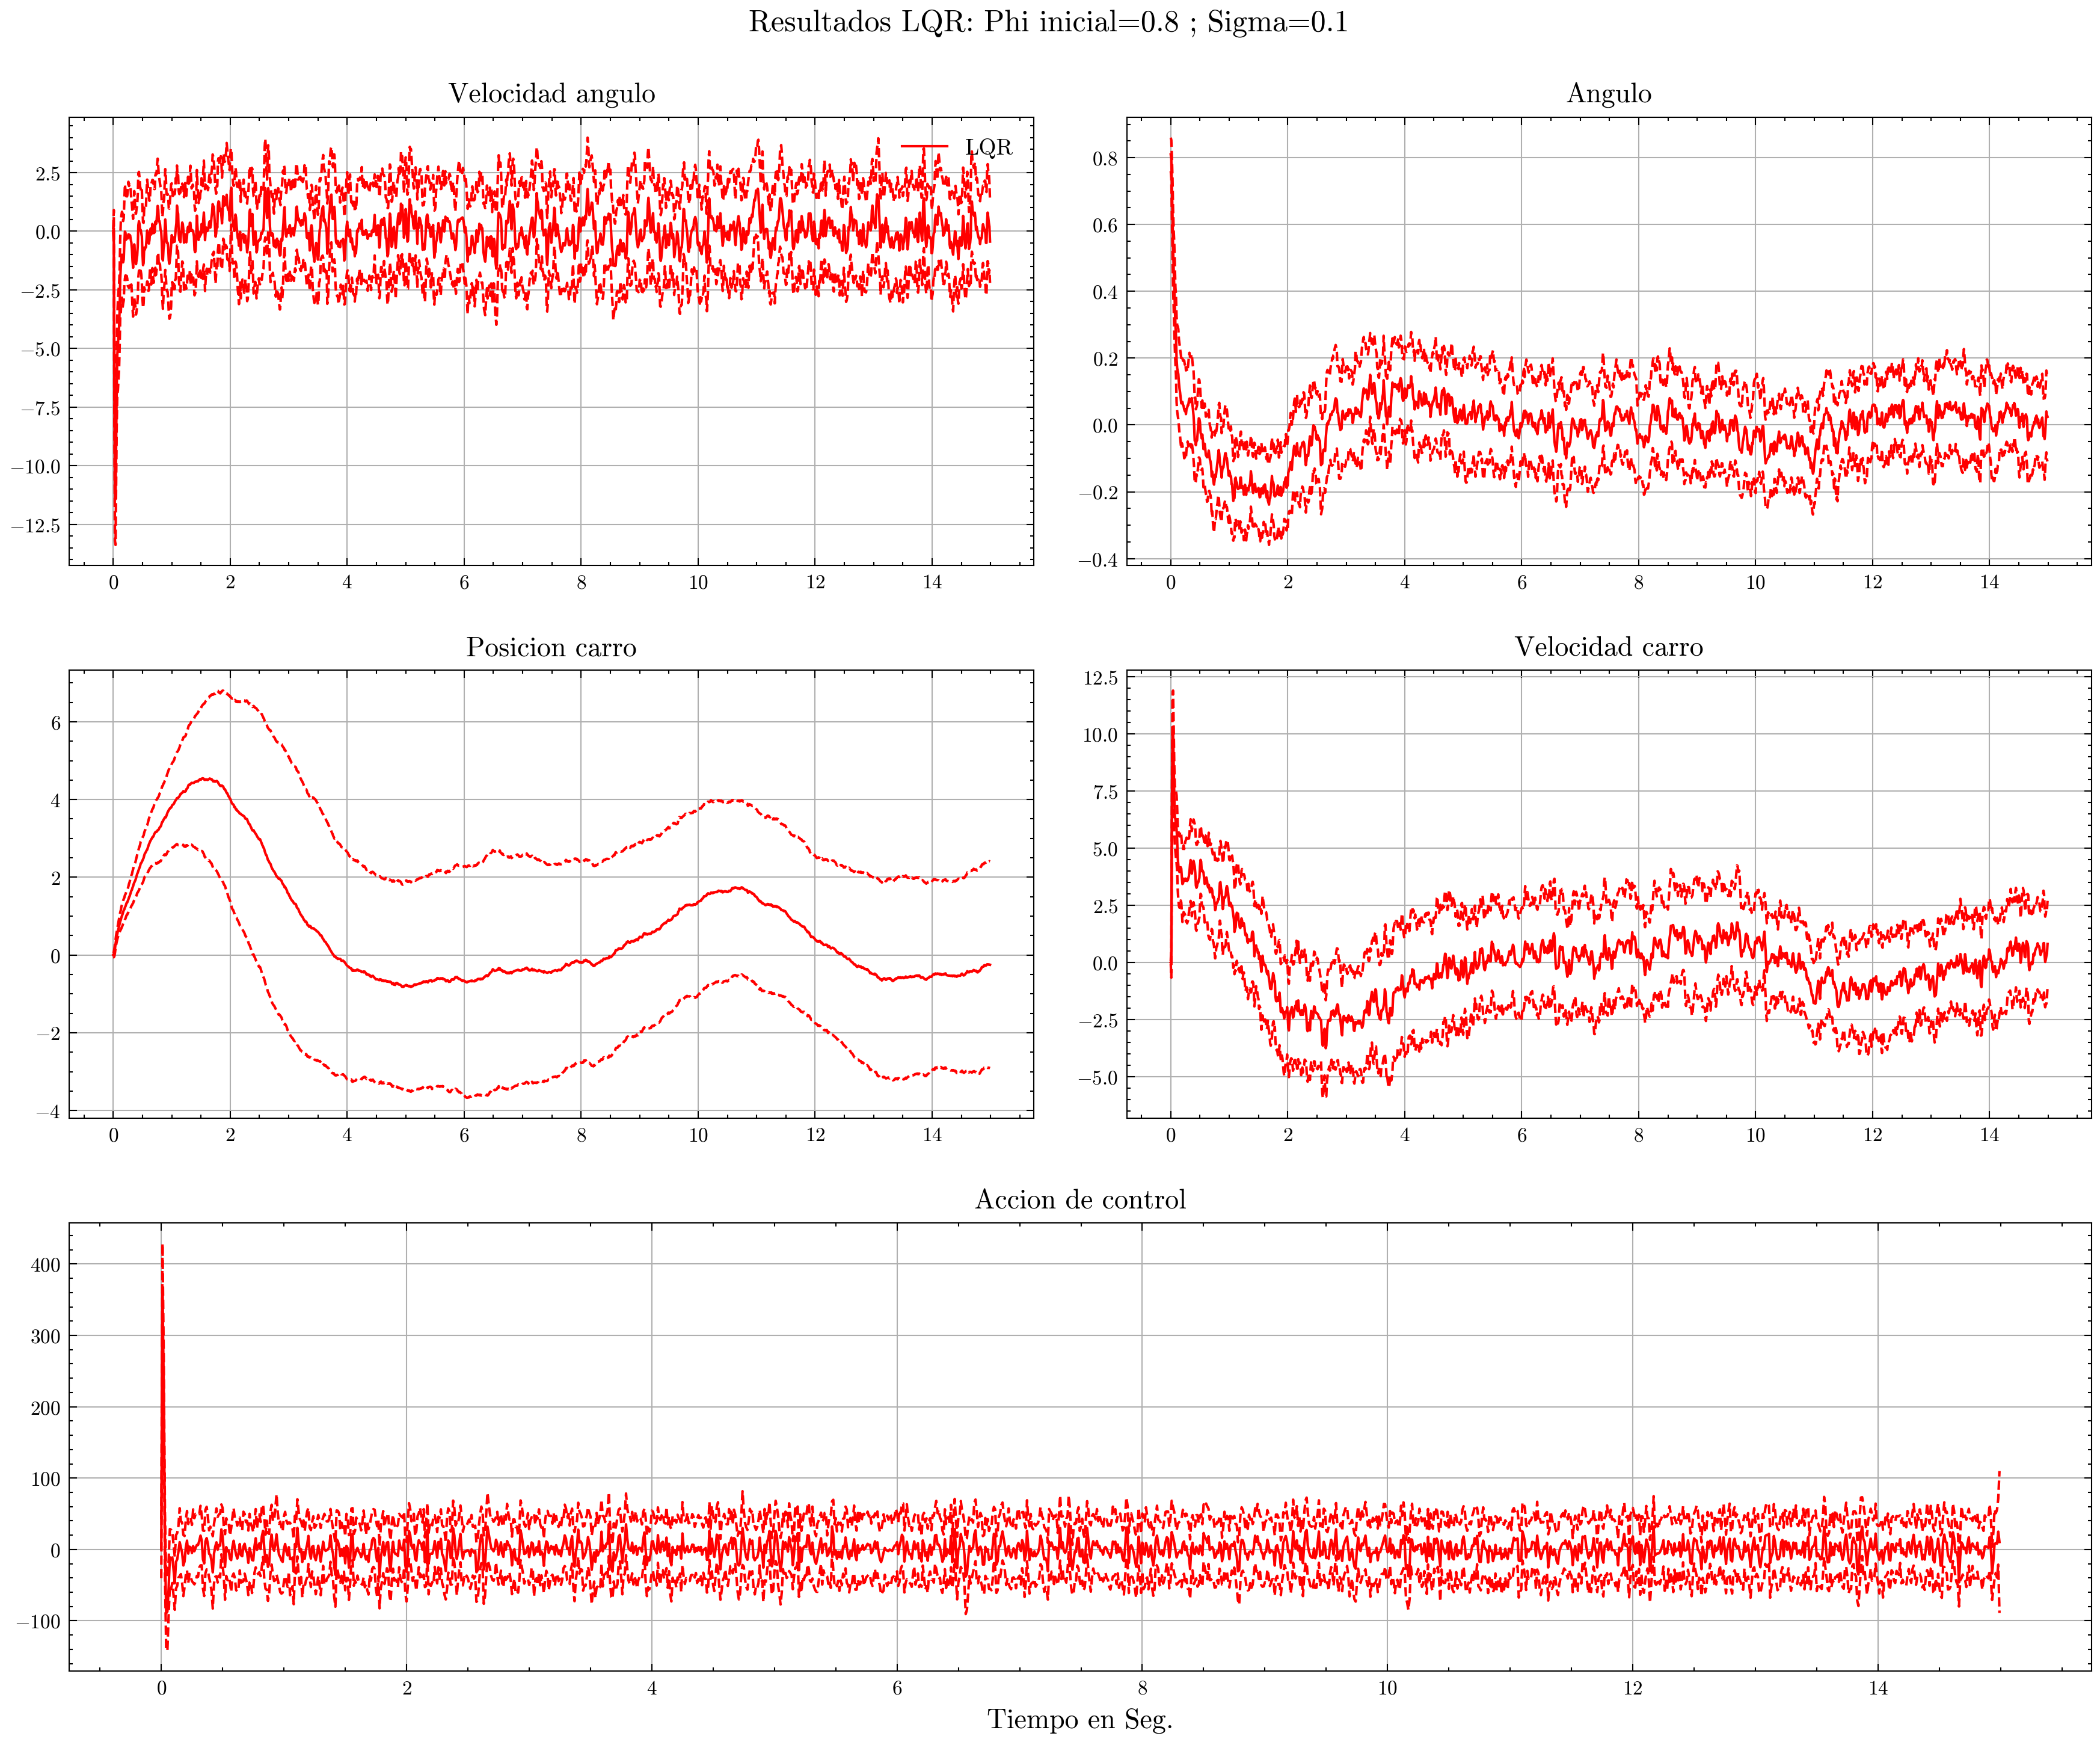 Resultados LQR: Phi inicial=0.8 ; Sigma=0.1
Velocidad angulo
LQR
2.5
0.0
−2.5
−5.0
−7.5
−10.0
−12.5
0 2 4 6 8 10 12 14
Angulo
0.8
0.6
0.4
0.2
0.0
−0.2
−0.4
0 2 4 6 8 10 12 14
Posicion carro
6
4
2
0
−2
−4
0 2 4 6 8 10 12 14
Velocidad carro
12.5
10.0
7.5
5.0
2.5
0.0
−2.5
−5.0
0 2 4 6 8 10 12 14
Accion de control
400
300
200
100
0
−100
0 2 4 6 8 10 12 14
Tiempo en Seg.